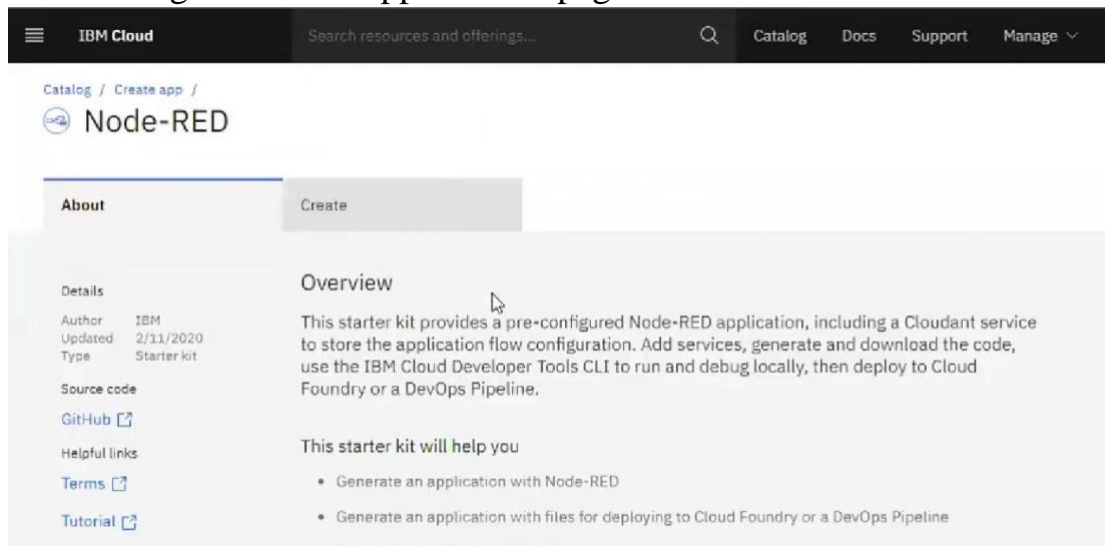 IBM Cloud
Search resources and offerings...
Catalog
Docs
Support
Manage
Catalog / Create app /
Node-RED
About
Create
Details
Author IBM
Updated 2/11/2020
Type Starter kit
Source code
GitHub
Helpful links
Terms
Tutorial
Overview
This starter kit provides a pre-configured Node-RED application, including a Cloudant service
to store the application flow configuration. Add services, generate and download the code,
use the IBM Cloud Developer Tools CLI to run and debug locally, then deploy to Cloud
Foundry or a DevOps Pipeline.
This starter kit will help you
• Generate an application with Node-RED
• Generate an application with files for deploying to Cloud Foundry or a DevOps Pipeline